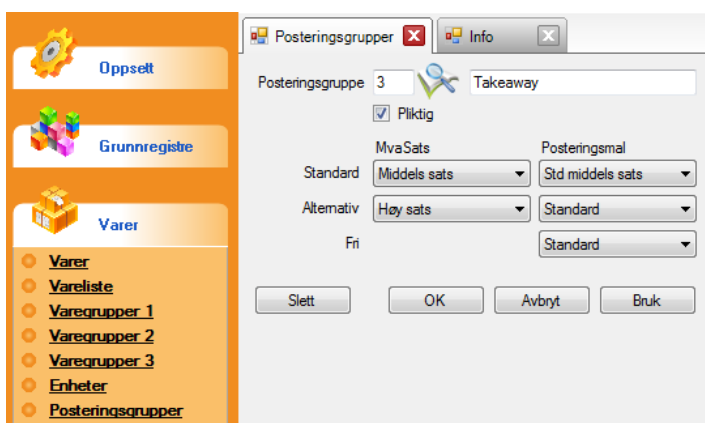 Oppsett
Grunnregistre
Varer
Varer
Vareliste
Varegrupper 1
Varegrupper 2
Varegrupper 3
Enheter
Posteringsgrupper
Posteringsgrupper Info
Posteringsgruppe 3 Takeaway
Pliktig
MvaSats Posteringsmal
Standard Middels sats Std middels sats
Alternativ Høy sats Standard
Fri Standard
Slett OK Avbryt Bruk